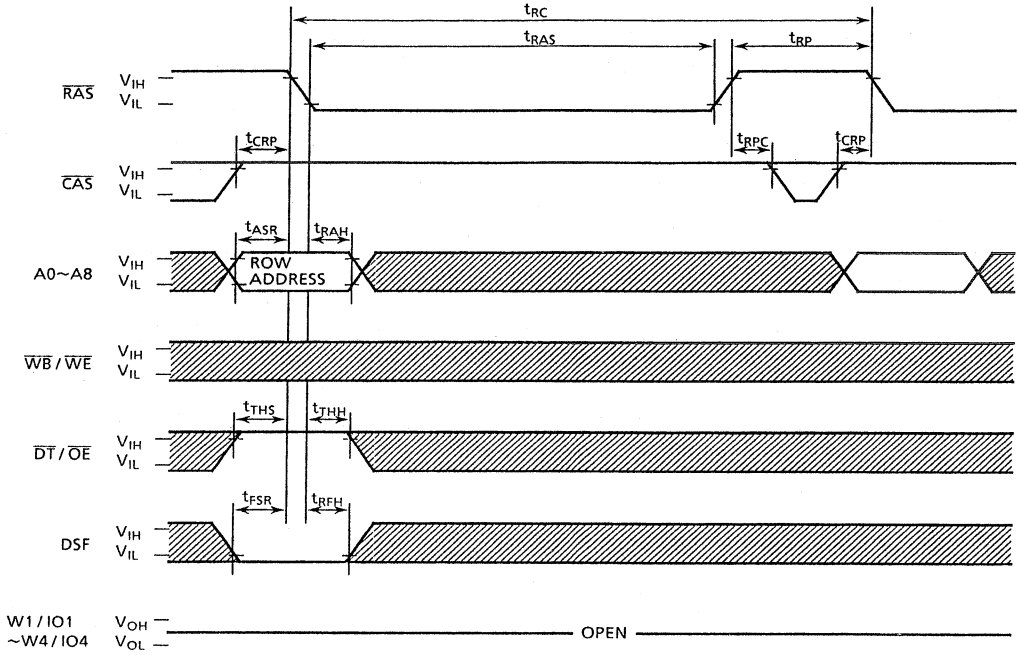 tRC
tRAS
tRP
RAS
VIH
VIL
tCRP
tRPC
tCRP
CAS
VIH
VIL
tASR
tRAH
A0~A8
VIH
VIL
ROW
ADDRESS
WB / WE
VIH
VIL
tTHS
tTHH
DT / OE
VIH
VIL
tFSR
tRFH
DSF
VIH
VIL
W1 / IO1
~W4 / IO4
VOH
VOL
OPEN